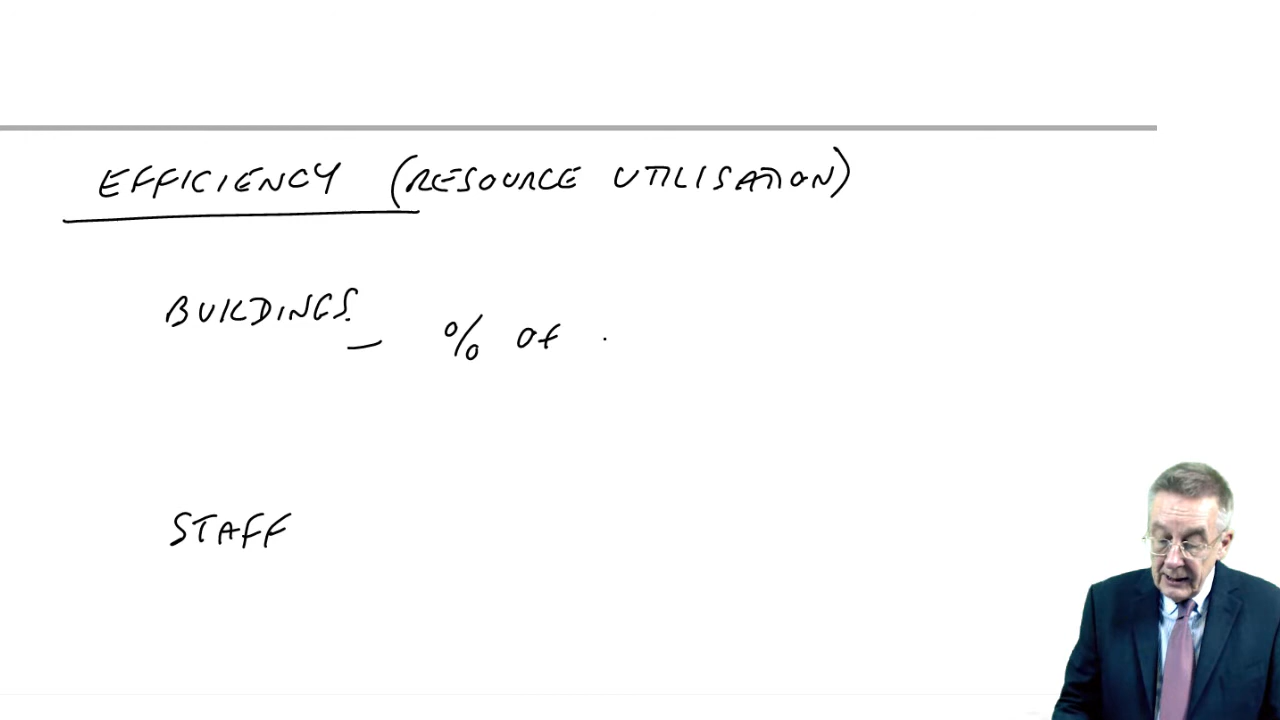 EFFICIENCY (RESOURCE UTILISATION)
BUILDINGS.
– % of
STAFF